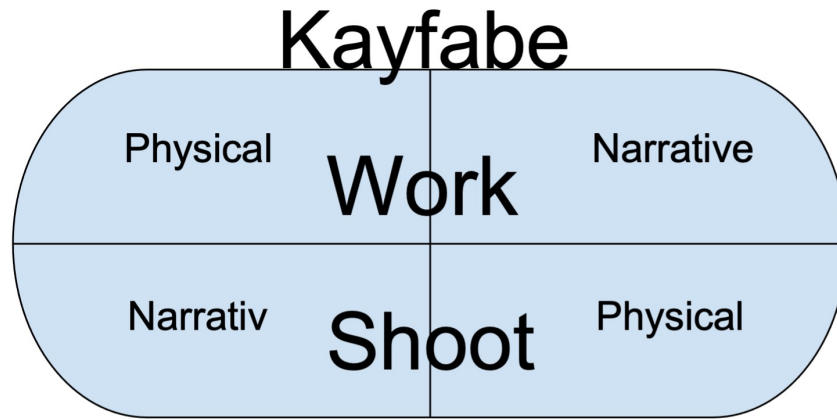 Kayfabe
Physical
Narrative
Work
Narrativ
Physical
Shoot